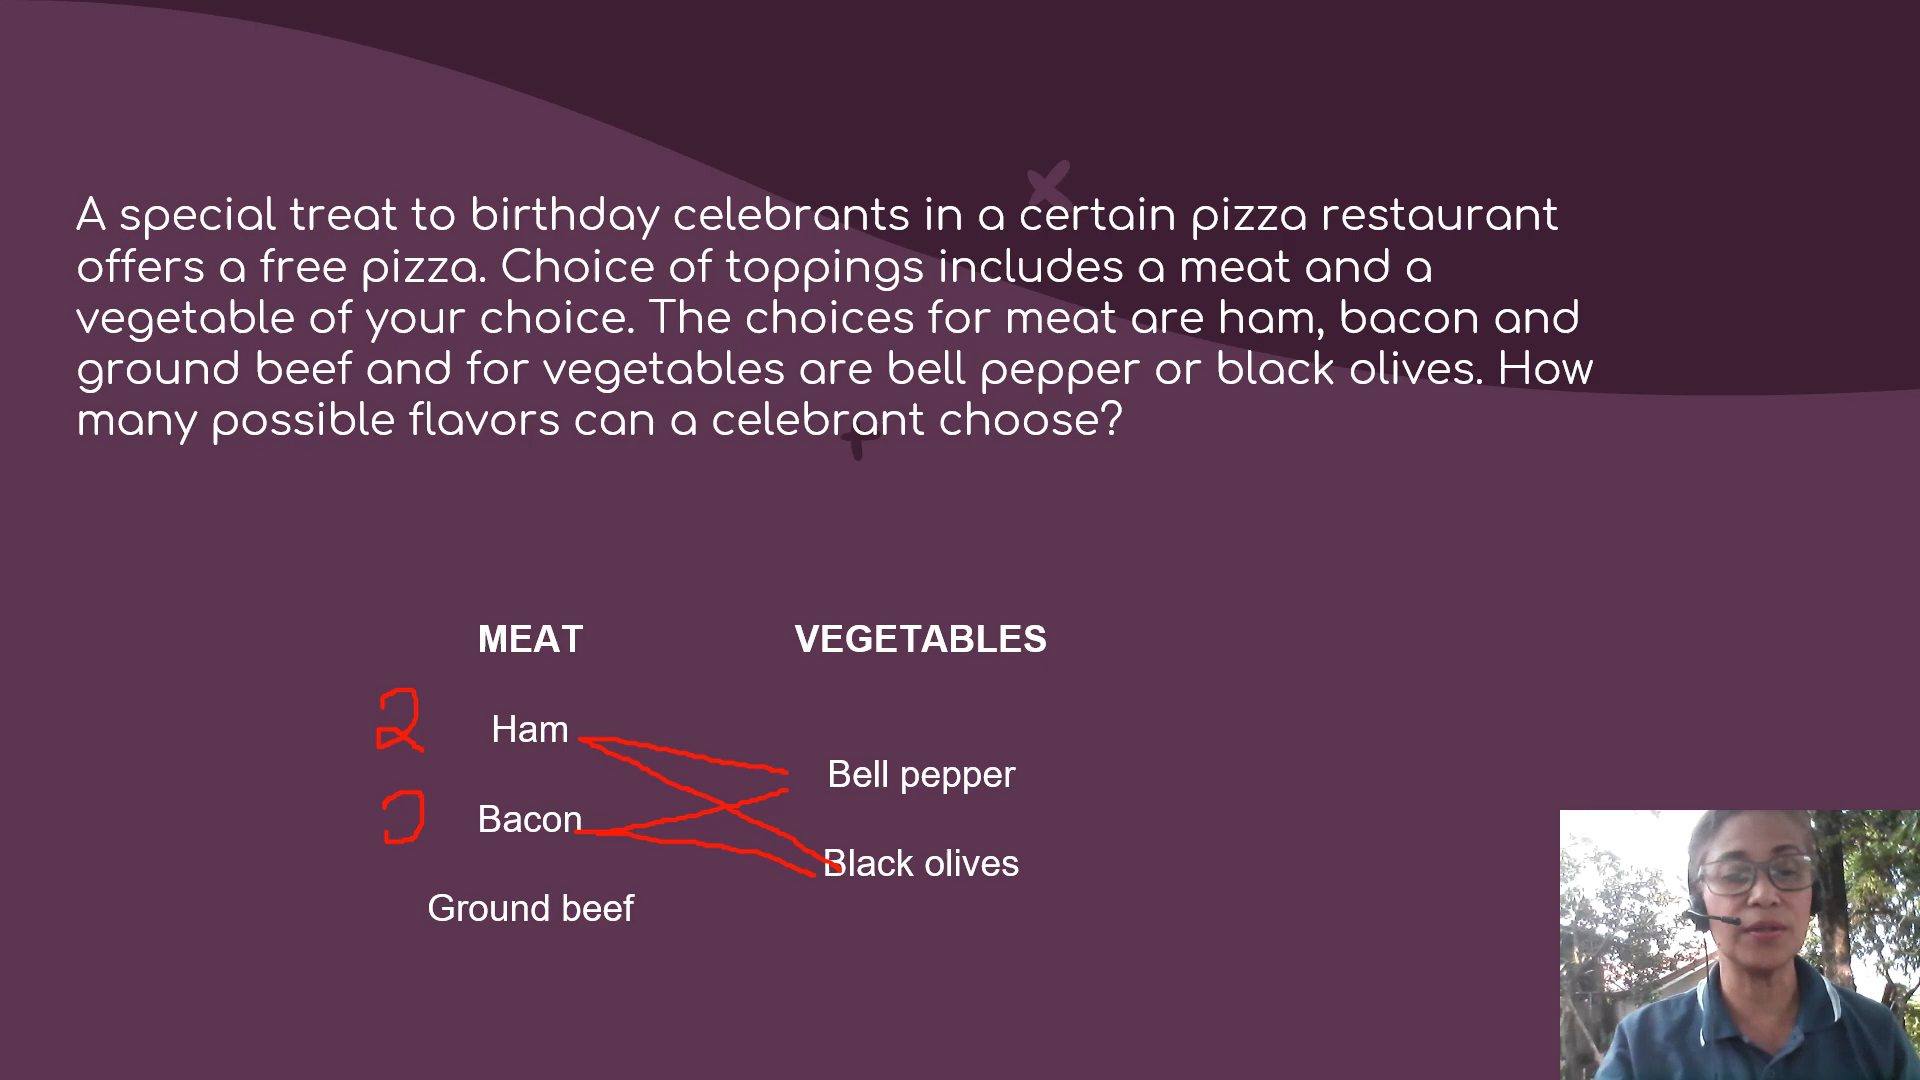 A special treat to birthday celebrants in a certain pizza restaurant
offers a free pizza. Choice of toppings includes a meat and a
vegetable of your choice. The choices for meat are ham, bacon and
ground beef and for vegetables are bell pepper or black olives. How
many possible flavors can a celebrant choose?
MEAT VEGETABLES
2 Ham
Bell pepper
Bacon
Black olives
Ground beef